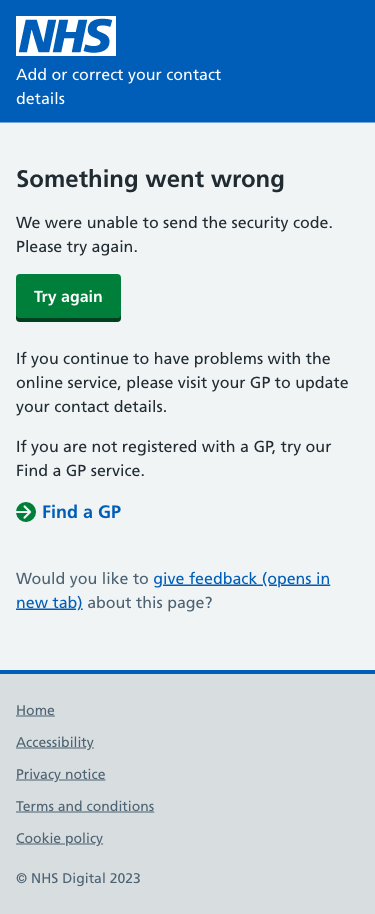 NHS
Add or correct your contact
details
Something went wrong
We were unable to send the security code.
Please try again.
Try again
If you continue to have problems with the
online service, please visit your GP to update
your contact details.
If you are not registered with a GP, try our
Find a GP service.
Find a GP
Would you like to give feedback (opens in
new tab) about this page?
Home
Accessibility
Privacy notice
Terms and conditions
Cookie policy
© NHS Digital 2023